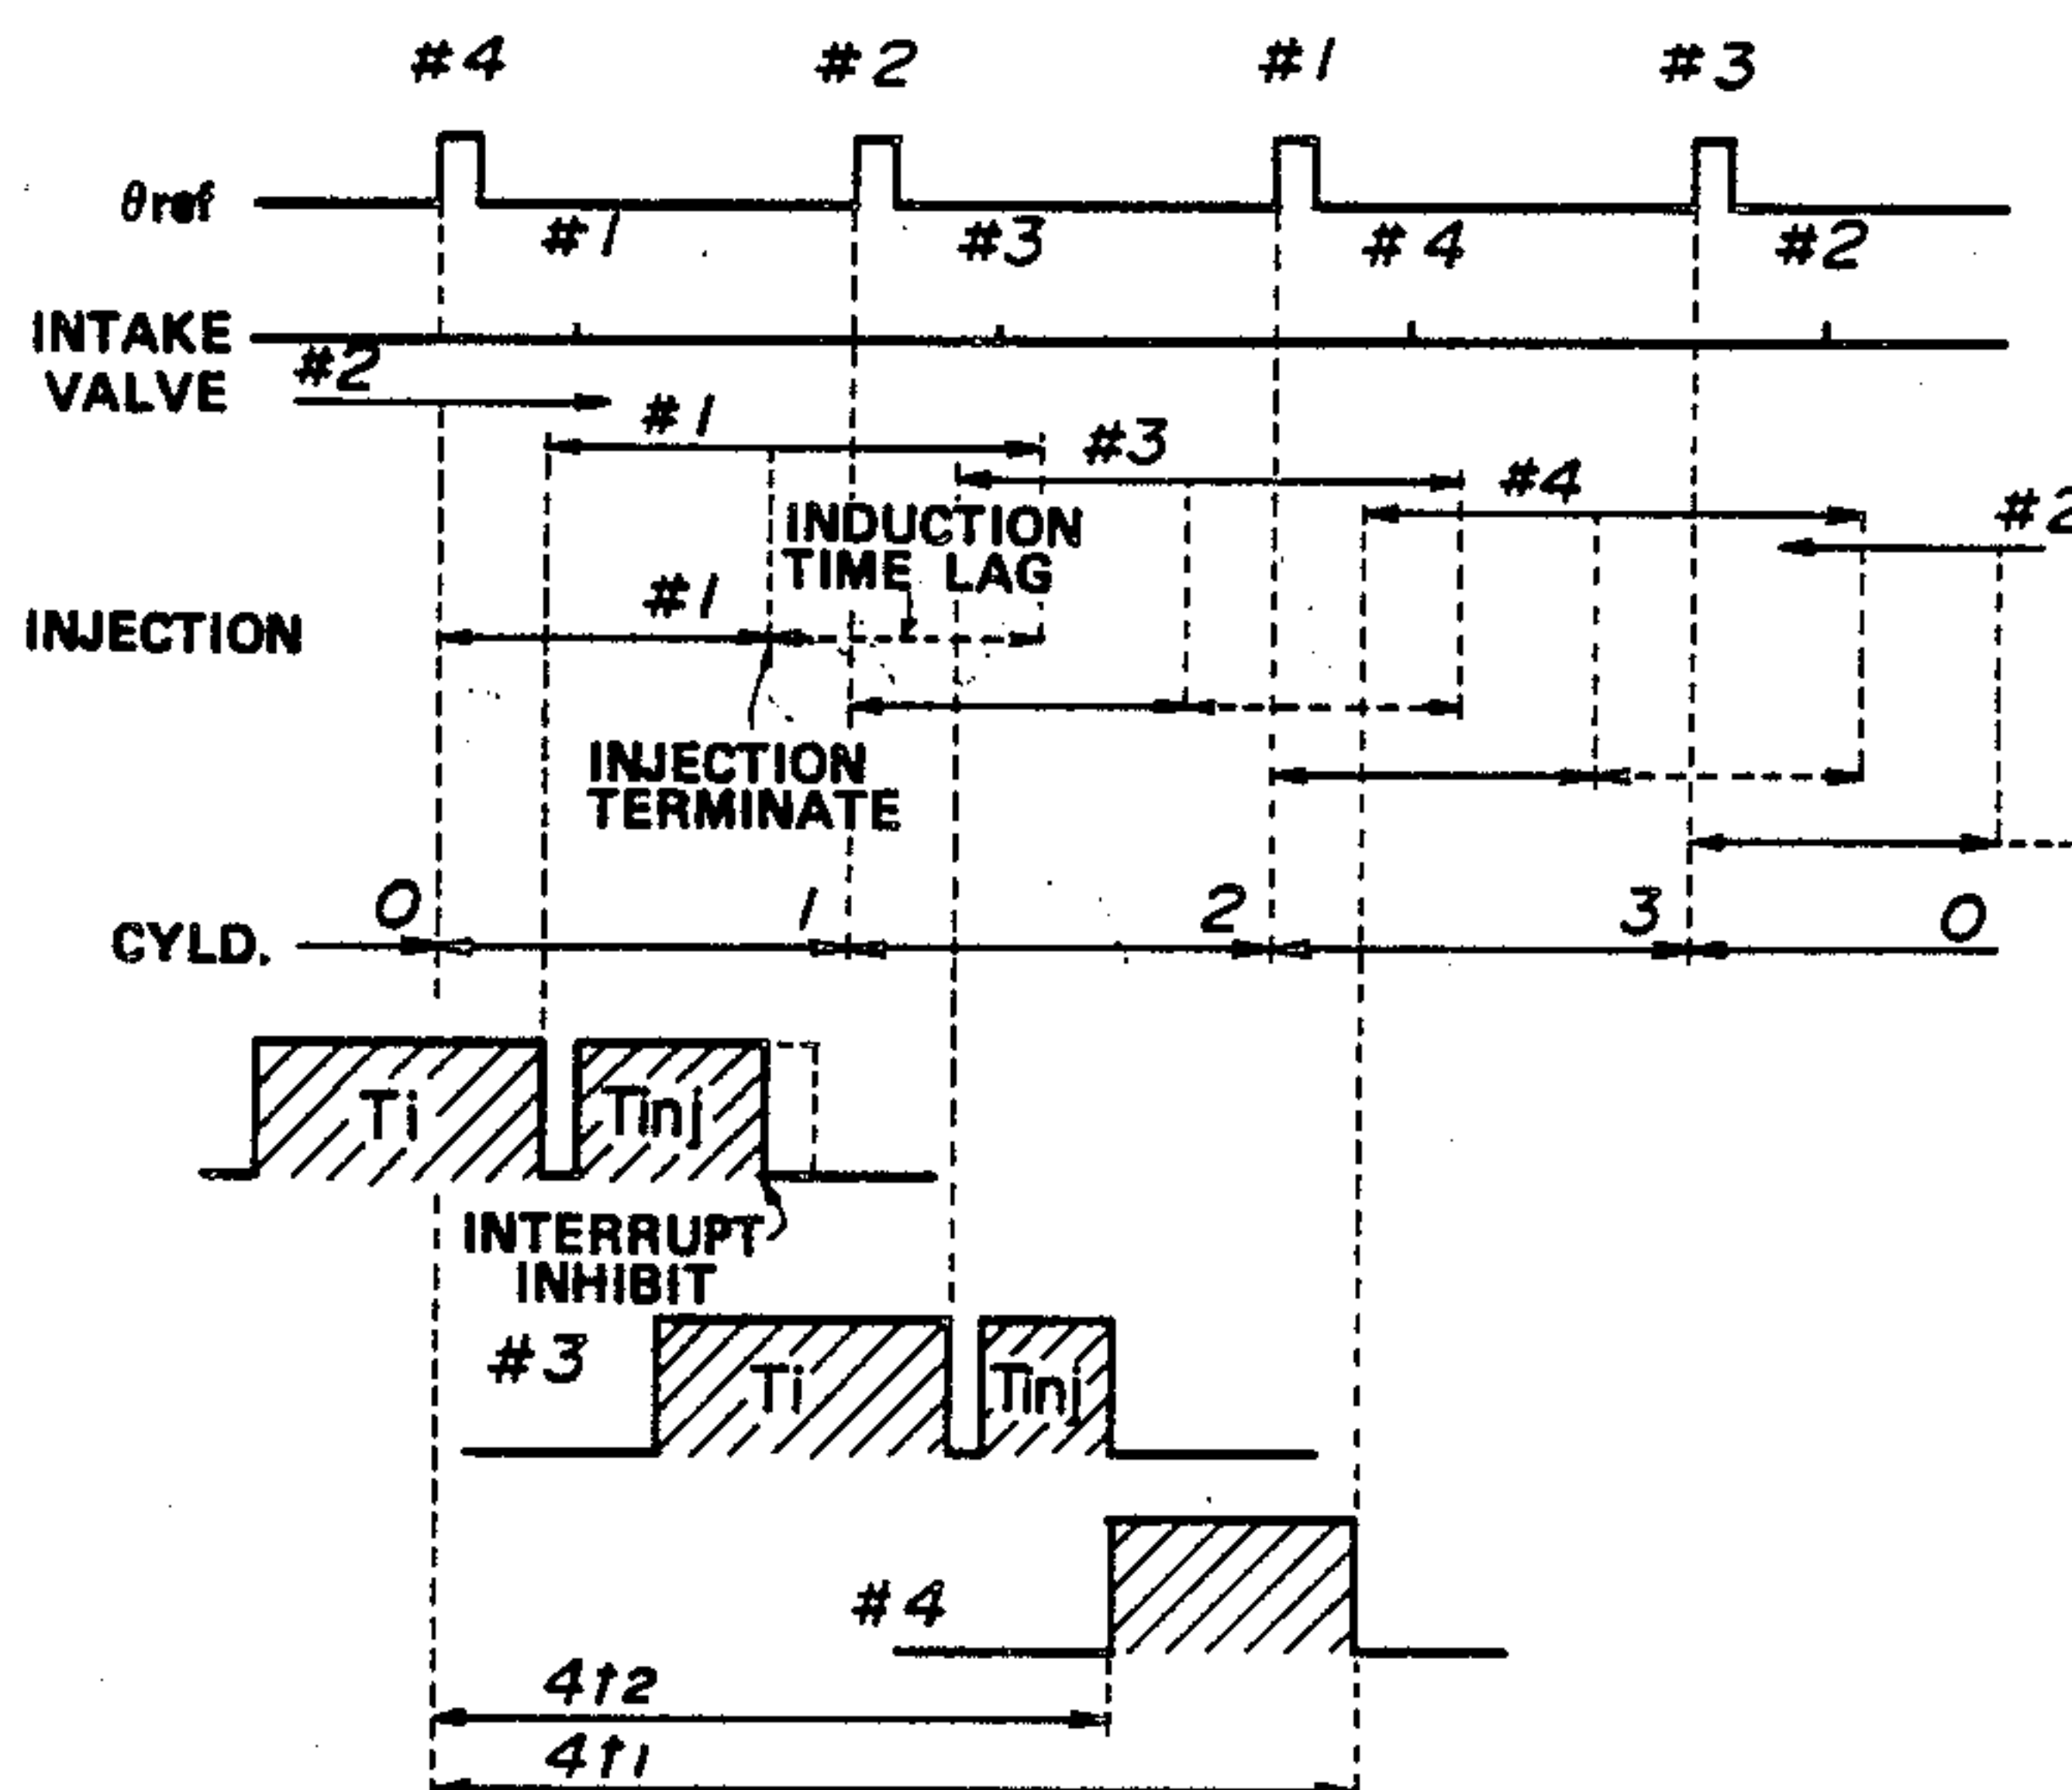 #4 #2 #1 #3
θref
#1 #3 #4 #2
INTAKE
VALVE
#2
#1
#3
#4
#2
INDUCTION
TIME LAG
#1
INJECTION
INJECTION
TERMINATE
0 1 2 3 0
CYLD.
Ti Tinj
INTERRUPT
INHIBIT
#3
Ti Tinj
#4
4t2
4t1